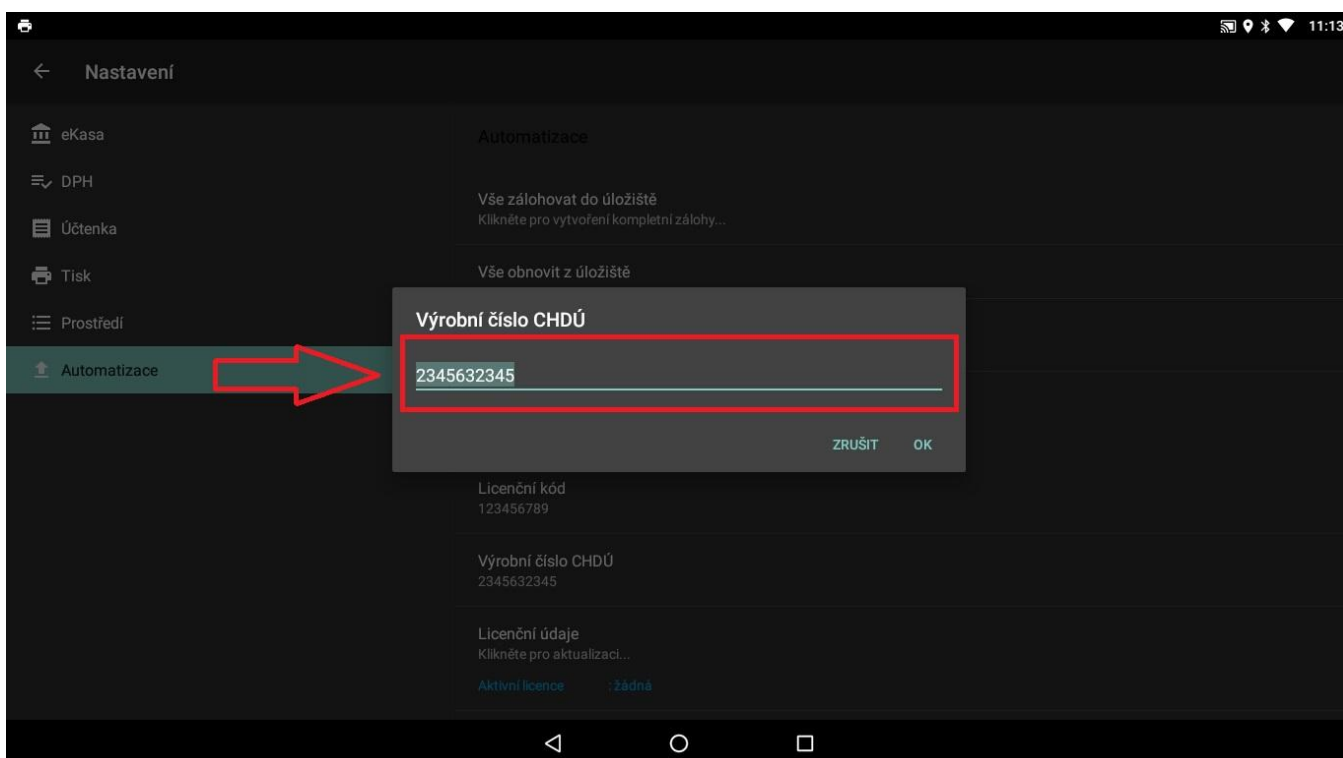 11:13
Nastavení
eKasa
DPH
Účtenka
Tisk
Prostředí
Automatizace
Automatizace
Vše zálohovat do úložiště
Klikněte pro vytvoření kompletní zálohy...
Vše obnovit z úložiště
Výrobní číslo CHDÚ
2345632345
ZRUŠIT OK
Licenční kód
123456789
Výrobní číslo CHDÚ
2345632345
Licenční údaje
Klikněte pro aktualizaci...
Aktivní licence :žádná